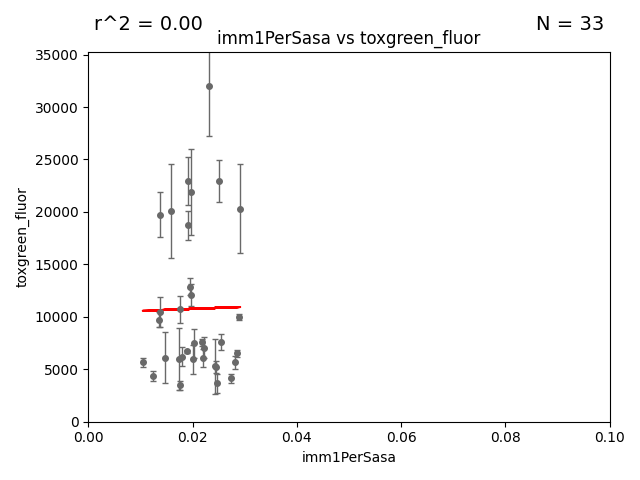 r^2 = 0.00
N = 33
imm1PerSasa vs toxgreen_fluor
35000
30000
25000
20000
15000
10000
5000
0
toxgreen_fluor
0.00
0.02
0.04
0.06
0.08
0.10
imm1PerSasa